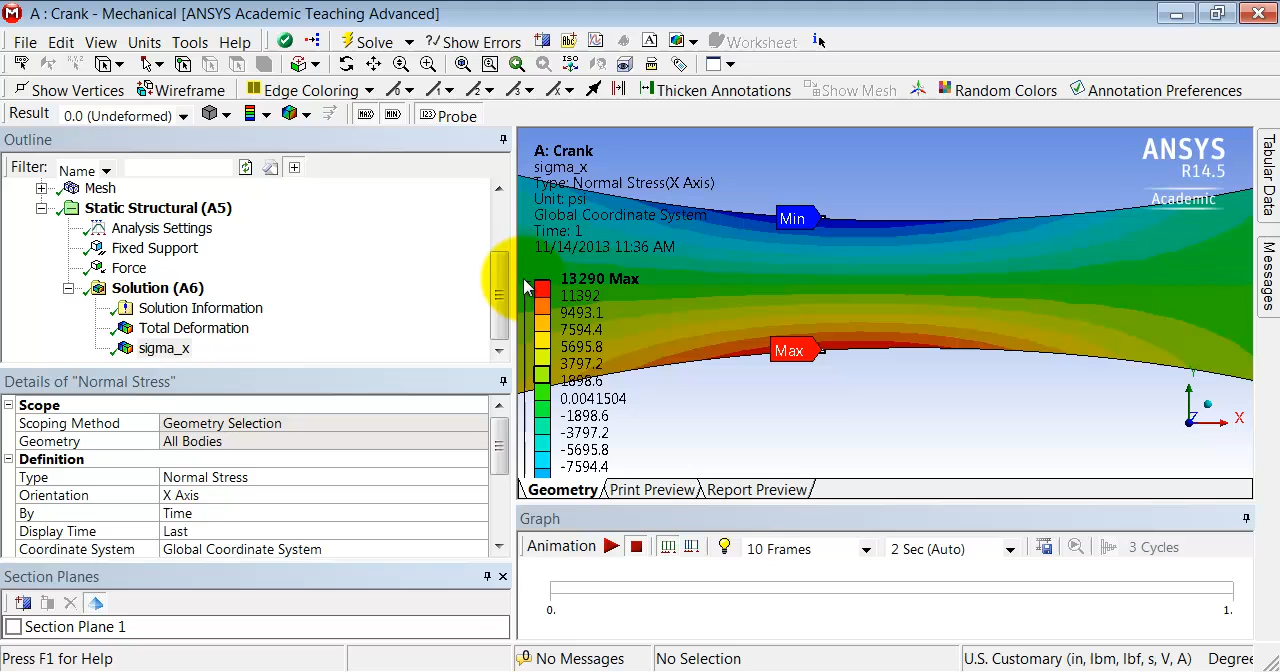 A : Crank - Mechanical [ANSYS Academic Teaching Advanced]
File Edit View Units Tools Help Solve ?/ Show Errors Worksheet
Show Vertices Wireframe Edge Coloring Thicken Annotations Show Mesh Random Colors Annotation Preferences
Result 0.0 (Undeformed) MAX MIN Probe
Outline
Filter: Name
Mesh
Static Structural (A5)
Analysis Settings
Fixed Support
Force
Solution (A6)
Solution Information
Total Deformation
sigma_x
Details of "Normal Stress"
Scope
Scoping Method Geometry Selection
Geometry All Bodies
Definition
Type Normal Stress
Orientation X Axis
By Time
Display Time Last
Coordinate System Global Coordinate System
Section Planes
Section Plane 1
Press F1 for Help
A: Crank
sigma_x
Type: Normal Stress(X Axis)
Unit: psi
Global Coordinate System
Time: 1
11/14/2013 11:36 AM
13290 Max
11392
9493.1
7594.4
5695.8
3797.2
1898.6
0.0041504
-1898.6
-3797.2
-5695.8
-7594.4
Min
Max
ANSYS
R14.5
Academic
Y
Z
X
Geometry Print Preview Report Preview
Graph
Animation 10 Frames 2 Sec (Auto) 3 Cycles
0.
1.
Tabular Data
Messages
0 No Messages No Selection U.S. Customary (in, lbm, lbf, s, V, A) Degree